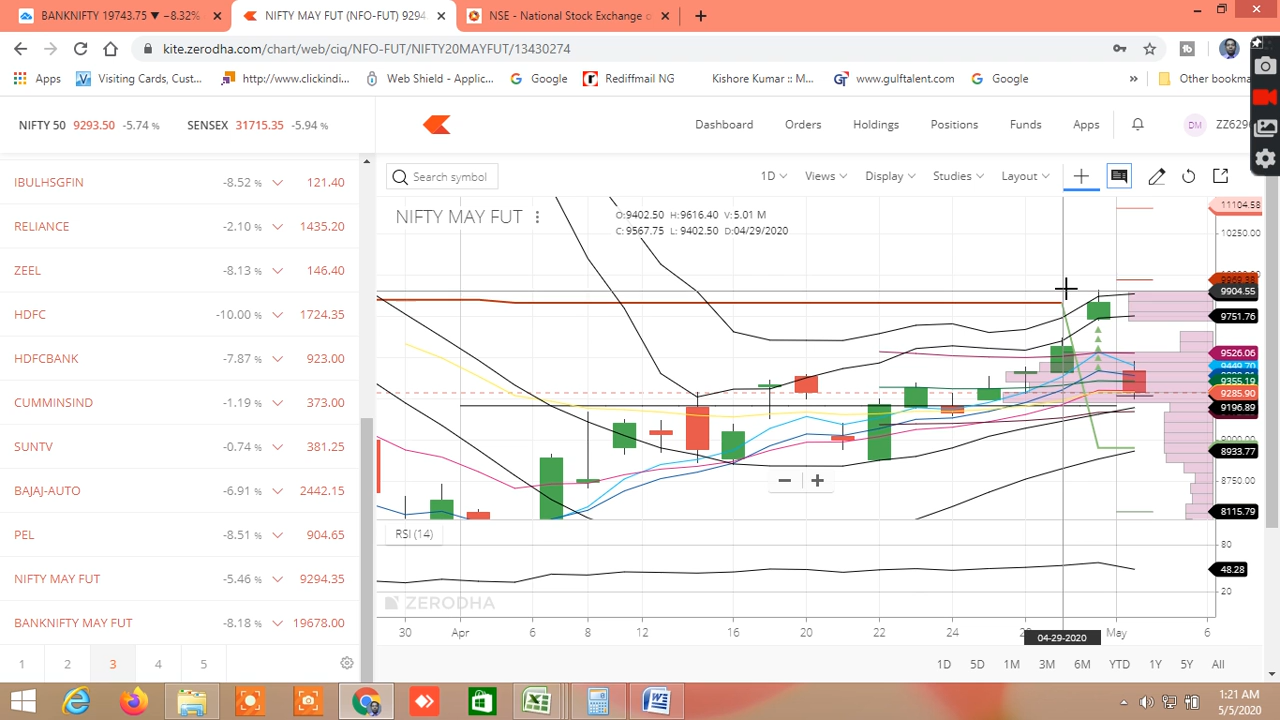 BANKNIFTY 19743.75 ▼ −8.32%
NIFTY MAY FUT (NFO-FUT) 9294
NSE - National Stock Exchange o
kite.zerodha.com/chart/web/ciq/NFO-FUT/NIFTY20MAYFUT/13430274
Apps
Visiting Cards, Cust...
http://www.clickindi...
Web Shield - Applic...
Google
Rediffmail NG
Kishore Kumar :: M...
www.gulftalent.com
Google
»
Other bookma
NIFTY 50 9293.50 -5.74 %
SENSEX 31715.35 -5.94 %
Dashboard
Orders
Holdings
Positions
Funds
Apps
DM
IBULHSGFIN -8.52 % 121.40
RELIANCE -2.10 % 1435.20
ZEEL -8.13 % 146.40
HDFC -10.00 % 1724.35
HDFCBANK -7.87 % 923.00
CUMMINSIND -1.19 % 373.00
SUNTV -0.74 % 381.25
BAJAJ-AUTO -6.91 % 2442.15
PEL -8.51 % 904.65
NIFTY MAY FUT -5.46 % 9294.35
BANKNIFTY MAY FUT -8.18 % 19678.00
1 2 3 4 5
Search symbol
1D
Views
Display
Studies
Layout
NIFTY MAY FUT
O:9402.50 H:9616.40 V:5.01 M
C:9567.75 L: 9402.50 D:04/29/2020
11104.58
10250.00
9904.55
9751.76
9526.06
9449.70
9355.19
9285.90
9196.89
9000.00
8933.77
8750.00
8115.79
RSI (14)
80
48.28
20
ZERODHA
30 Apr 6 8 12 16 20 22 24 May 6
04-29-2020
1D 5D 1M 3M 6M YTD 1Y 5Y All
1:21 AM
5/5/2020